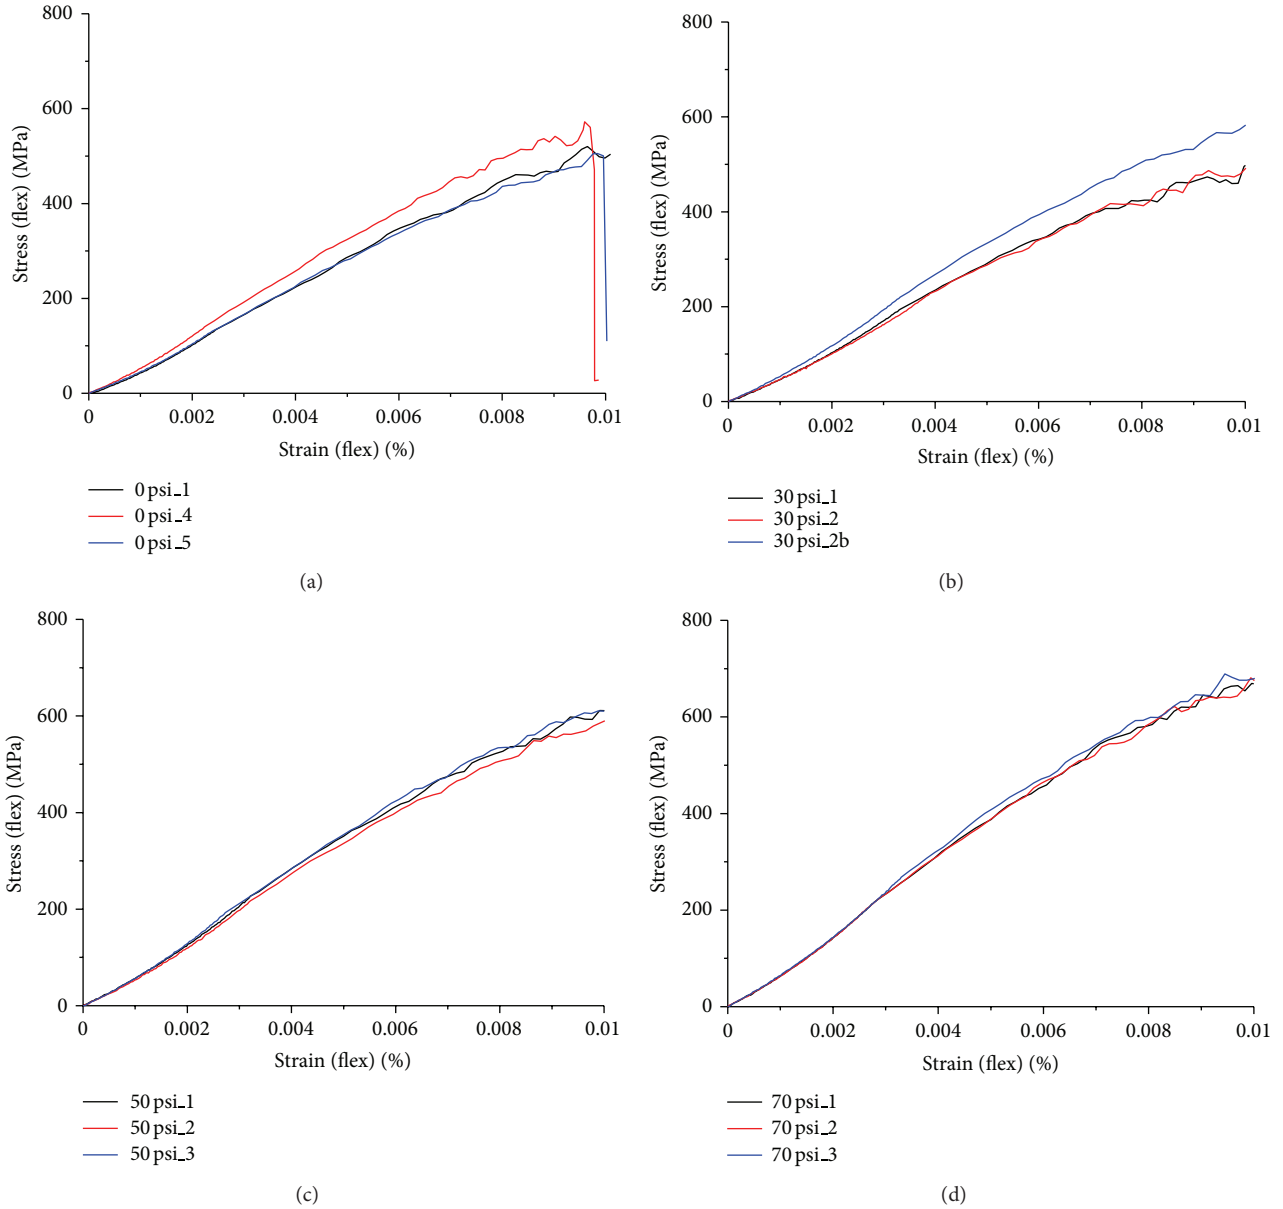 800
600
400
200
0
Stress (flex) (MPa)
0 0.002 0.004 0.006 0.008 0.01
Strain (flex) (%)
0 psi_1
0 psi_4
0 psi_5
(a)
800
600
400
200
0
Stress (flex) (MPa)
0 0.002 0.004 0.006 0.008 0.01
Strain (flex) (%)
30 psi_1
30 psi_2
30 psi_2b
(b)
800
600
400
200
0
Stress (flex) (MPa)
0 0.002 0.004 0.006 0.008 0.01
Strain (flex) (%)
50 psi_1
50 psi_2
50 psi_3
(c)
800
600
400
200
0
Stress (flex) (MPa)
0 0.002 0.004 0.006 0.008 0.01
Strain (flex) (%)
70 psi_1
70 psi_2
70 psi_3
(d)